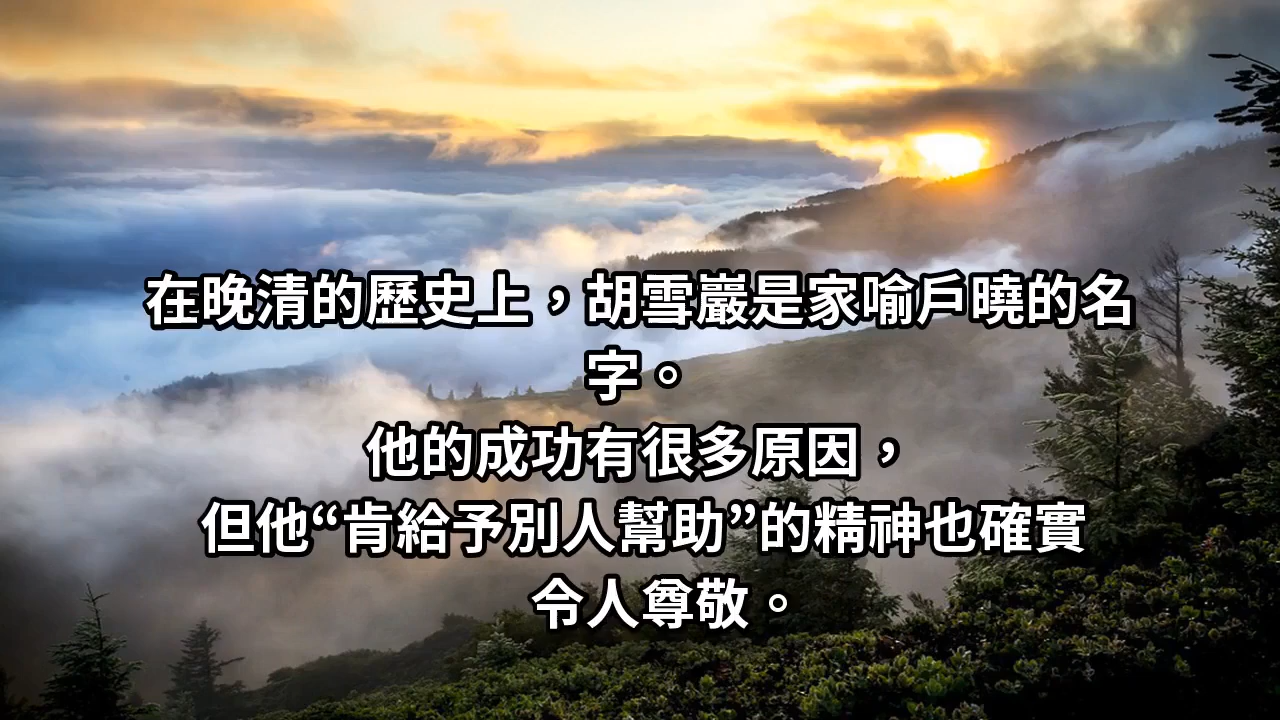 在晚清的歷史上，胡雪巖是家喻戶曉的名
字。
他的成功有很多原因，
但他“肯給予別人幫助”的精神也確實
令人尊敬。